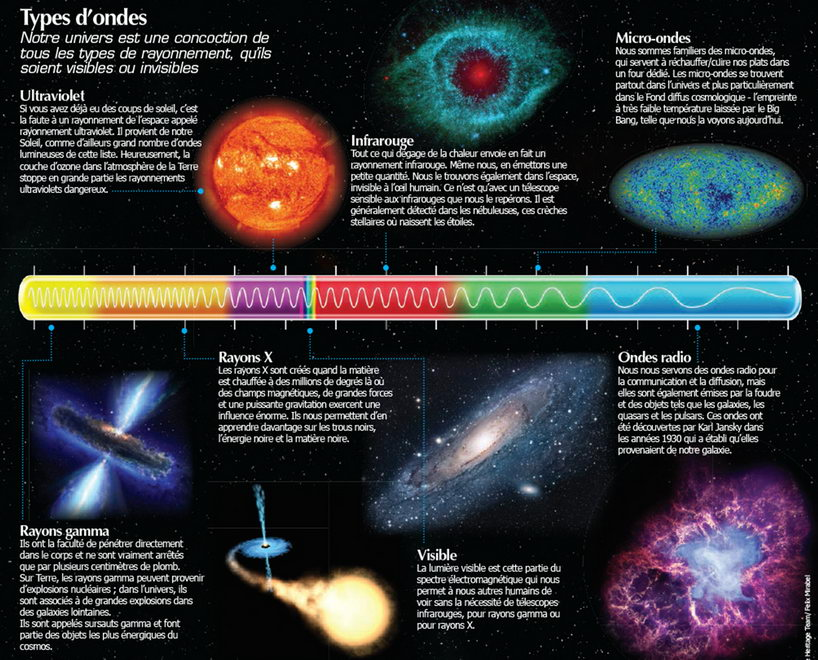 Types d'ondes
Notre univers est une concoction de
tous les types de rayonnement, qu'ils
soient visibles ou invisibles
Ultraviolet
Si vous avez déjà eu des coups de soleil, c'est
la faute à un rayonnement de l'espace appelé
rayonnement ultraviolet. Il provient de notre
Soleil, comme d'ailleurs grand nombre d'ondes
lumineuses de cette liste. Heureusement, la
couche d'ozone dans l'atmosphère de la Terre
stoppe en grande partie les rayonnements
ultraviolets dangereux.
Infrarouge
Tout ce qui dégage de la chaleur envoie en fait un
rayonnement infrarouge. Même nous, en émettons une
petite quantité. Nous le trouvons également dans l'espace,
invisible à l'œil humain. Ce n'est qu'avec un télescope
sensible aux infrarouges que nous le repérons. Il est
généralement détecté dans les nébuleuses, ces crèches
stellaires où naissent les étoiles.
Micro-ondes
Nous sommes familiers des micro-ondes,
qui servent à réchauffer/cuire nos plats dans
un four dédié. Les micro-ondes se trouvent
partout dans l'univers et plus particulièrement
dans le Fond diffus cosmologique - l'empreinte
à très faible température laissée par le Big
Bang, telle que nous la voyons aujourd'hui.
Rayons X
Les rayons X sont créés quand la matière
est chauffée à des millions de degrés là où
des champs magnétiques, de grandes forces
et une puissante gravitation exercent une
influence énorme. Ils nous permettent d'en
apprendre davantage sur les trous noirs,
l'énergie noire et la matière noire.
Ondes radio
Nous nous servons des ondes radio pour
la communication et la diffusion, mais
elles sont également émises par la foudre
et des objets tels que les galaxies, les
quasars et les pulsars. Ces ondes ont
été découvertes par Karl Jansky dans
les années 1930 qui a établi qu'elles
provenaient de notre galaxie.
Rayons gamma
Ils ont la faculté de pénétrer directement
dans le corps et ne sont vraiment arrêtés
que par plusieurs centimètres de plomb.
Sur Terre, les rayons gamma peuvent provenir
d'explosions nucléaires ; dans l'univers, ils
sont associés à de grandes explosions dans
des galaxies lointaines.
Ils sont appelés sursauts gamma et font
partie des objets les plus énergiques du
cosmos.
Visible
La lumière visible est cette partie du
spectre électromagnétique qui nous
permet à nous autres humains de
voir sans la nécessité de télescopes
infrarouges, pour rayons gamma ou
pour rayons X.
Heritage Team/ Felix Mirabel